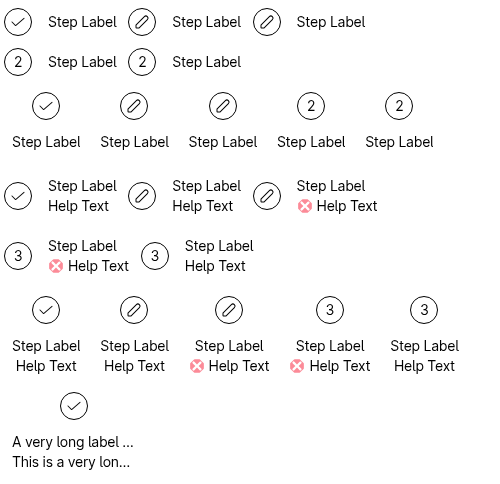 Step Label Step Label Step Label
2 Step Label 2 Step Label
2 2
Step Label Step Label Step Label Step Label Step Label
Step Label Step Label Step Label
Help Text Help Text Help Text
3 Step Label 3 Step Label
Help Text Help Text
3 3
Step Label Step Label Step Label Step Label Step Label
Help Text Help Text Help Text Help Text Help Text
A very long label ...
This is a very lon...